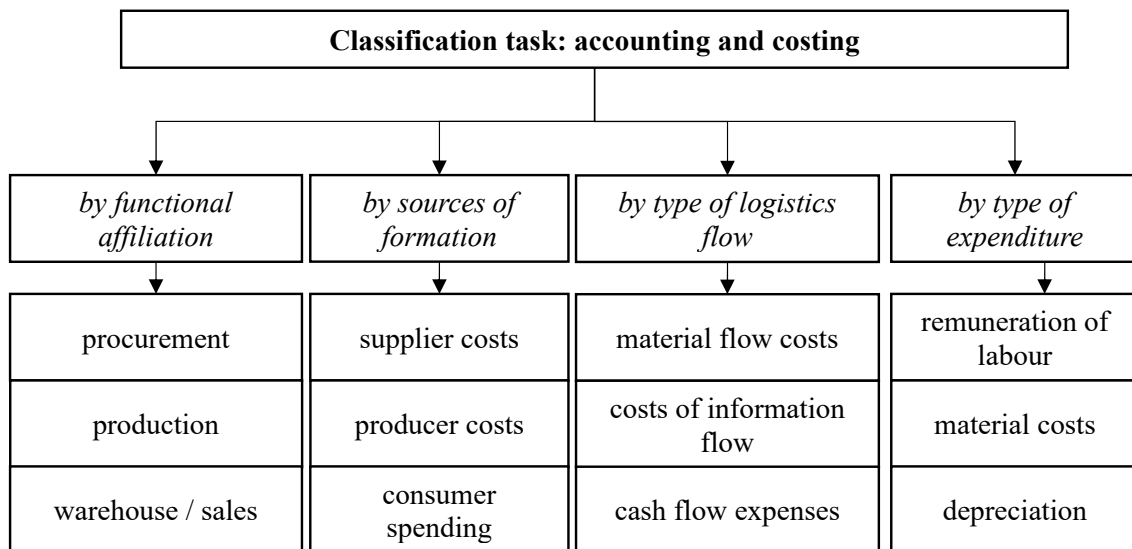 Classification task: accounting and costing
by functional
affiliation
by sources of
formation
by type of logistics
flow
by type of
expenditure
procurement
supplier costs
material flow costs
remuneration of
labour
production
producer costs
costs of information
flow
material costs
warehouse / sales
consumer
spending
cash flow expenses
depreciation